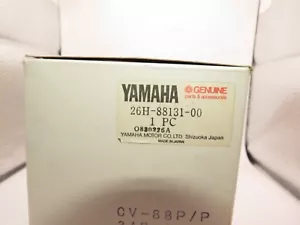 YAMAHA GENUINE
parts & accessories
26H-88131-00
1 PC
YAMAHA MOTOR CO.,LTD. Shizuoka Japan
MADE IN JAPAN
CV-88P/P